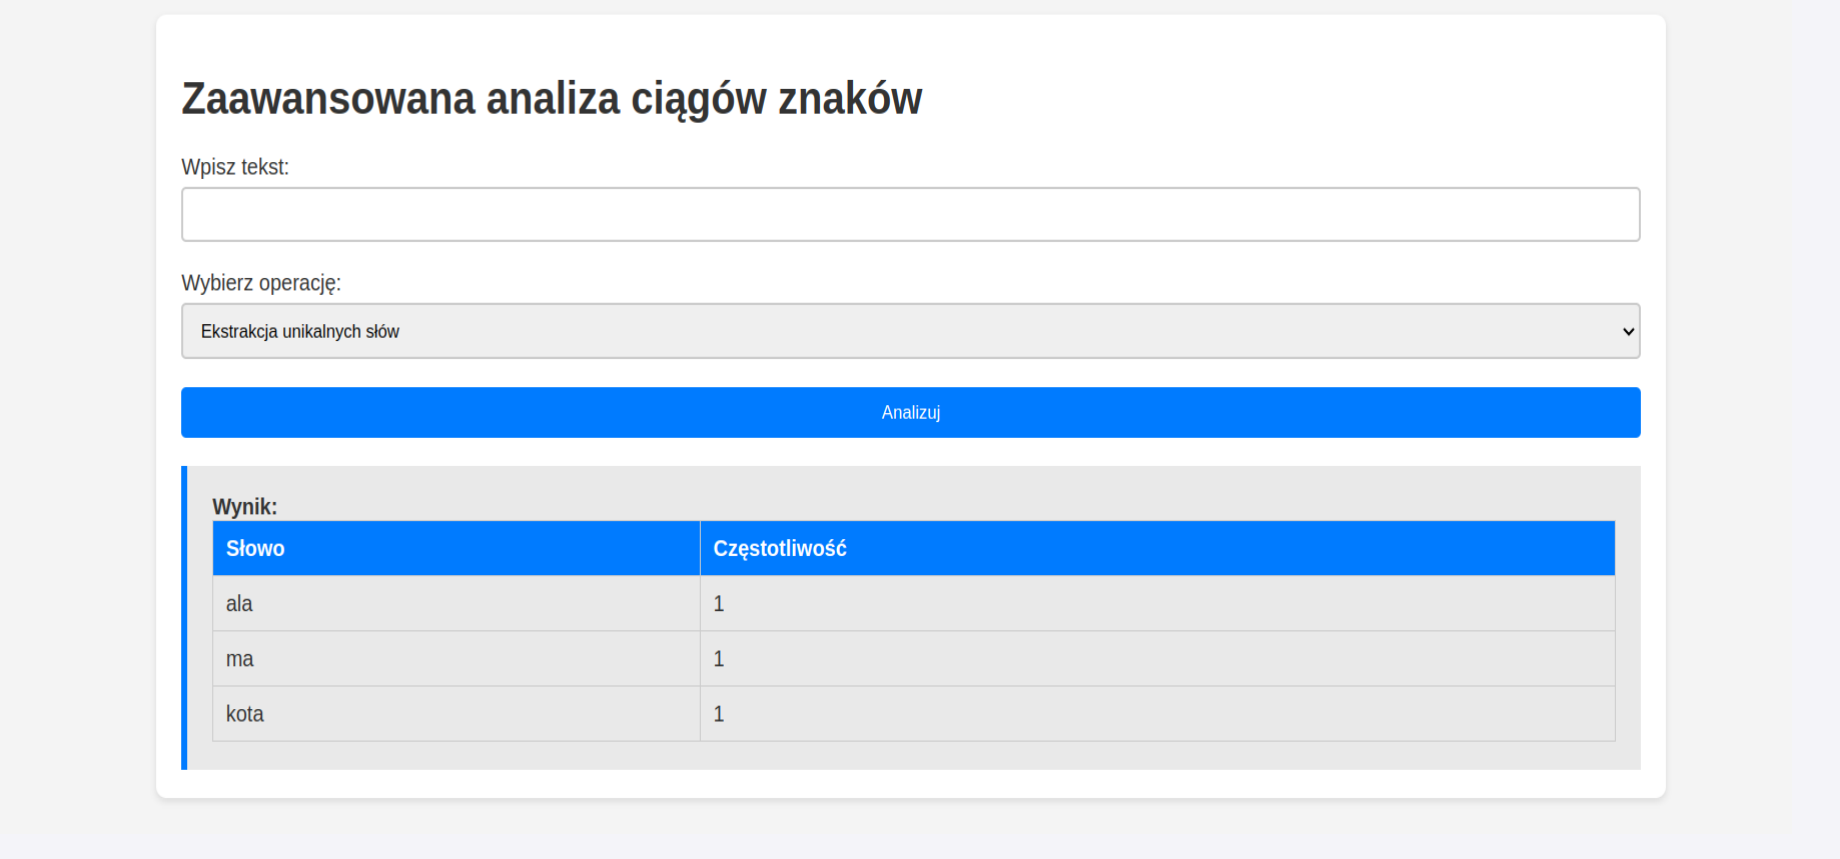 Zaawansowana analiza ciągów znaków
Wpisz tekst:
Wybierz operację:
Ekstrakcja unikalnych słów
Analizuj
Wynik:
Słowo Częstotliwość
ala 1
ma 1
kota 1